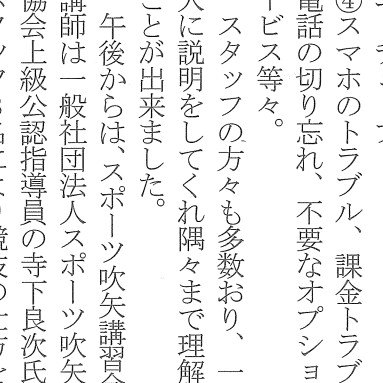 ④スマホのトラブル、課金トラブ
電話の切り忘れ、不要なオプショ
ービス等々。
スタッフの方々も多数おり、一
人に説明をしてくれ隅々まで理解
ことが出来ました。
午後からは、スポーツ吹矢講習会
講師は一般社団法人スポーツ吹矢
協会上級公認指導員の寺下良次氏